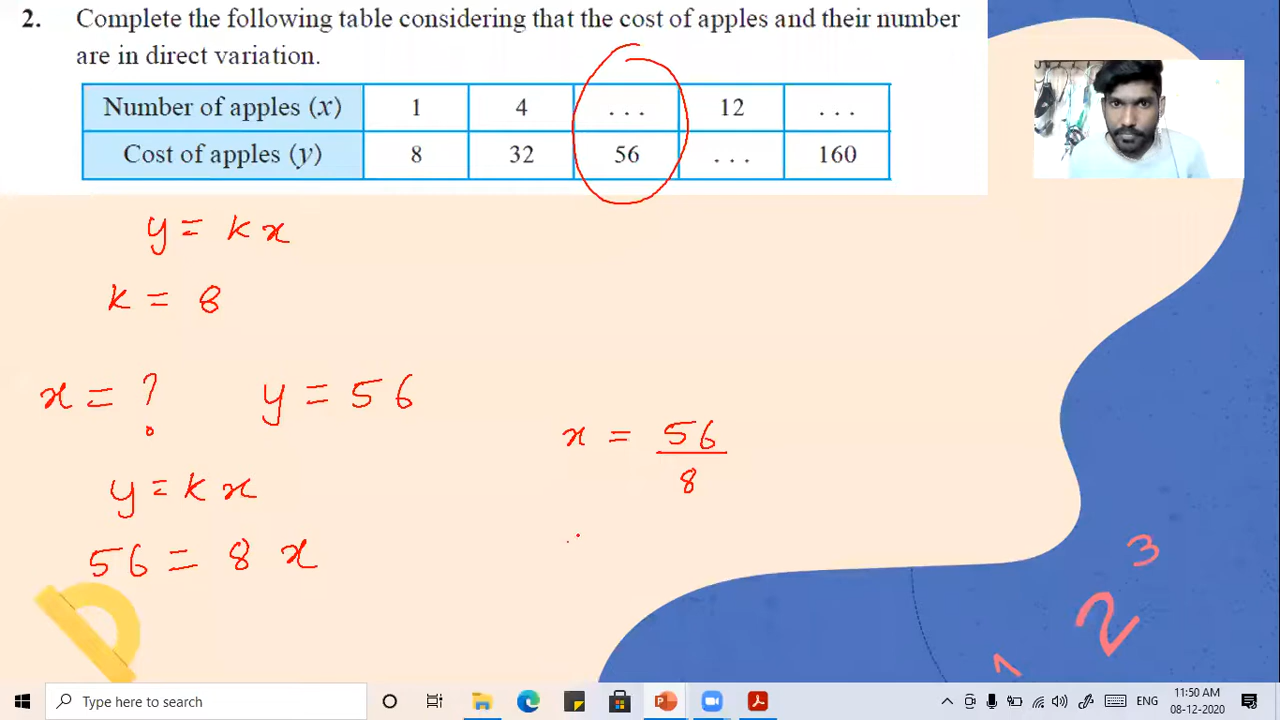 2. Complete the following table considering that the cost of apples and their number
are in direct variation.
Number of apples (x) 1 4 ... 12 ...
Cost of apples (y) 8 32 56 ... 160
y = kx
k = 8
x = ? y = 56
y = kx
56 = 8 x
x = 56
8
3
2
1
Type here to search
ENG
11:50 AM
08-12-2020